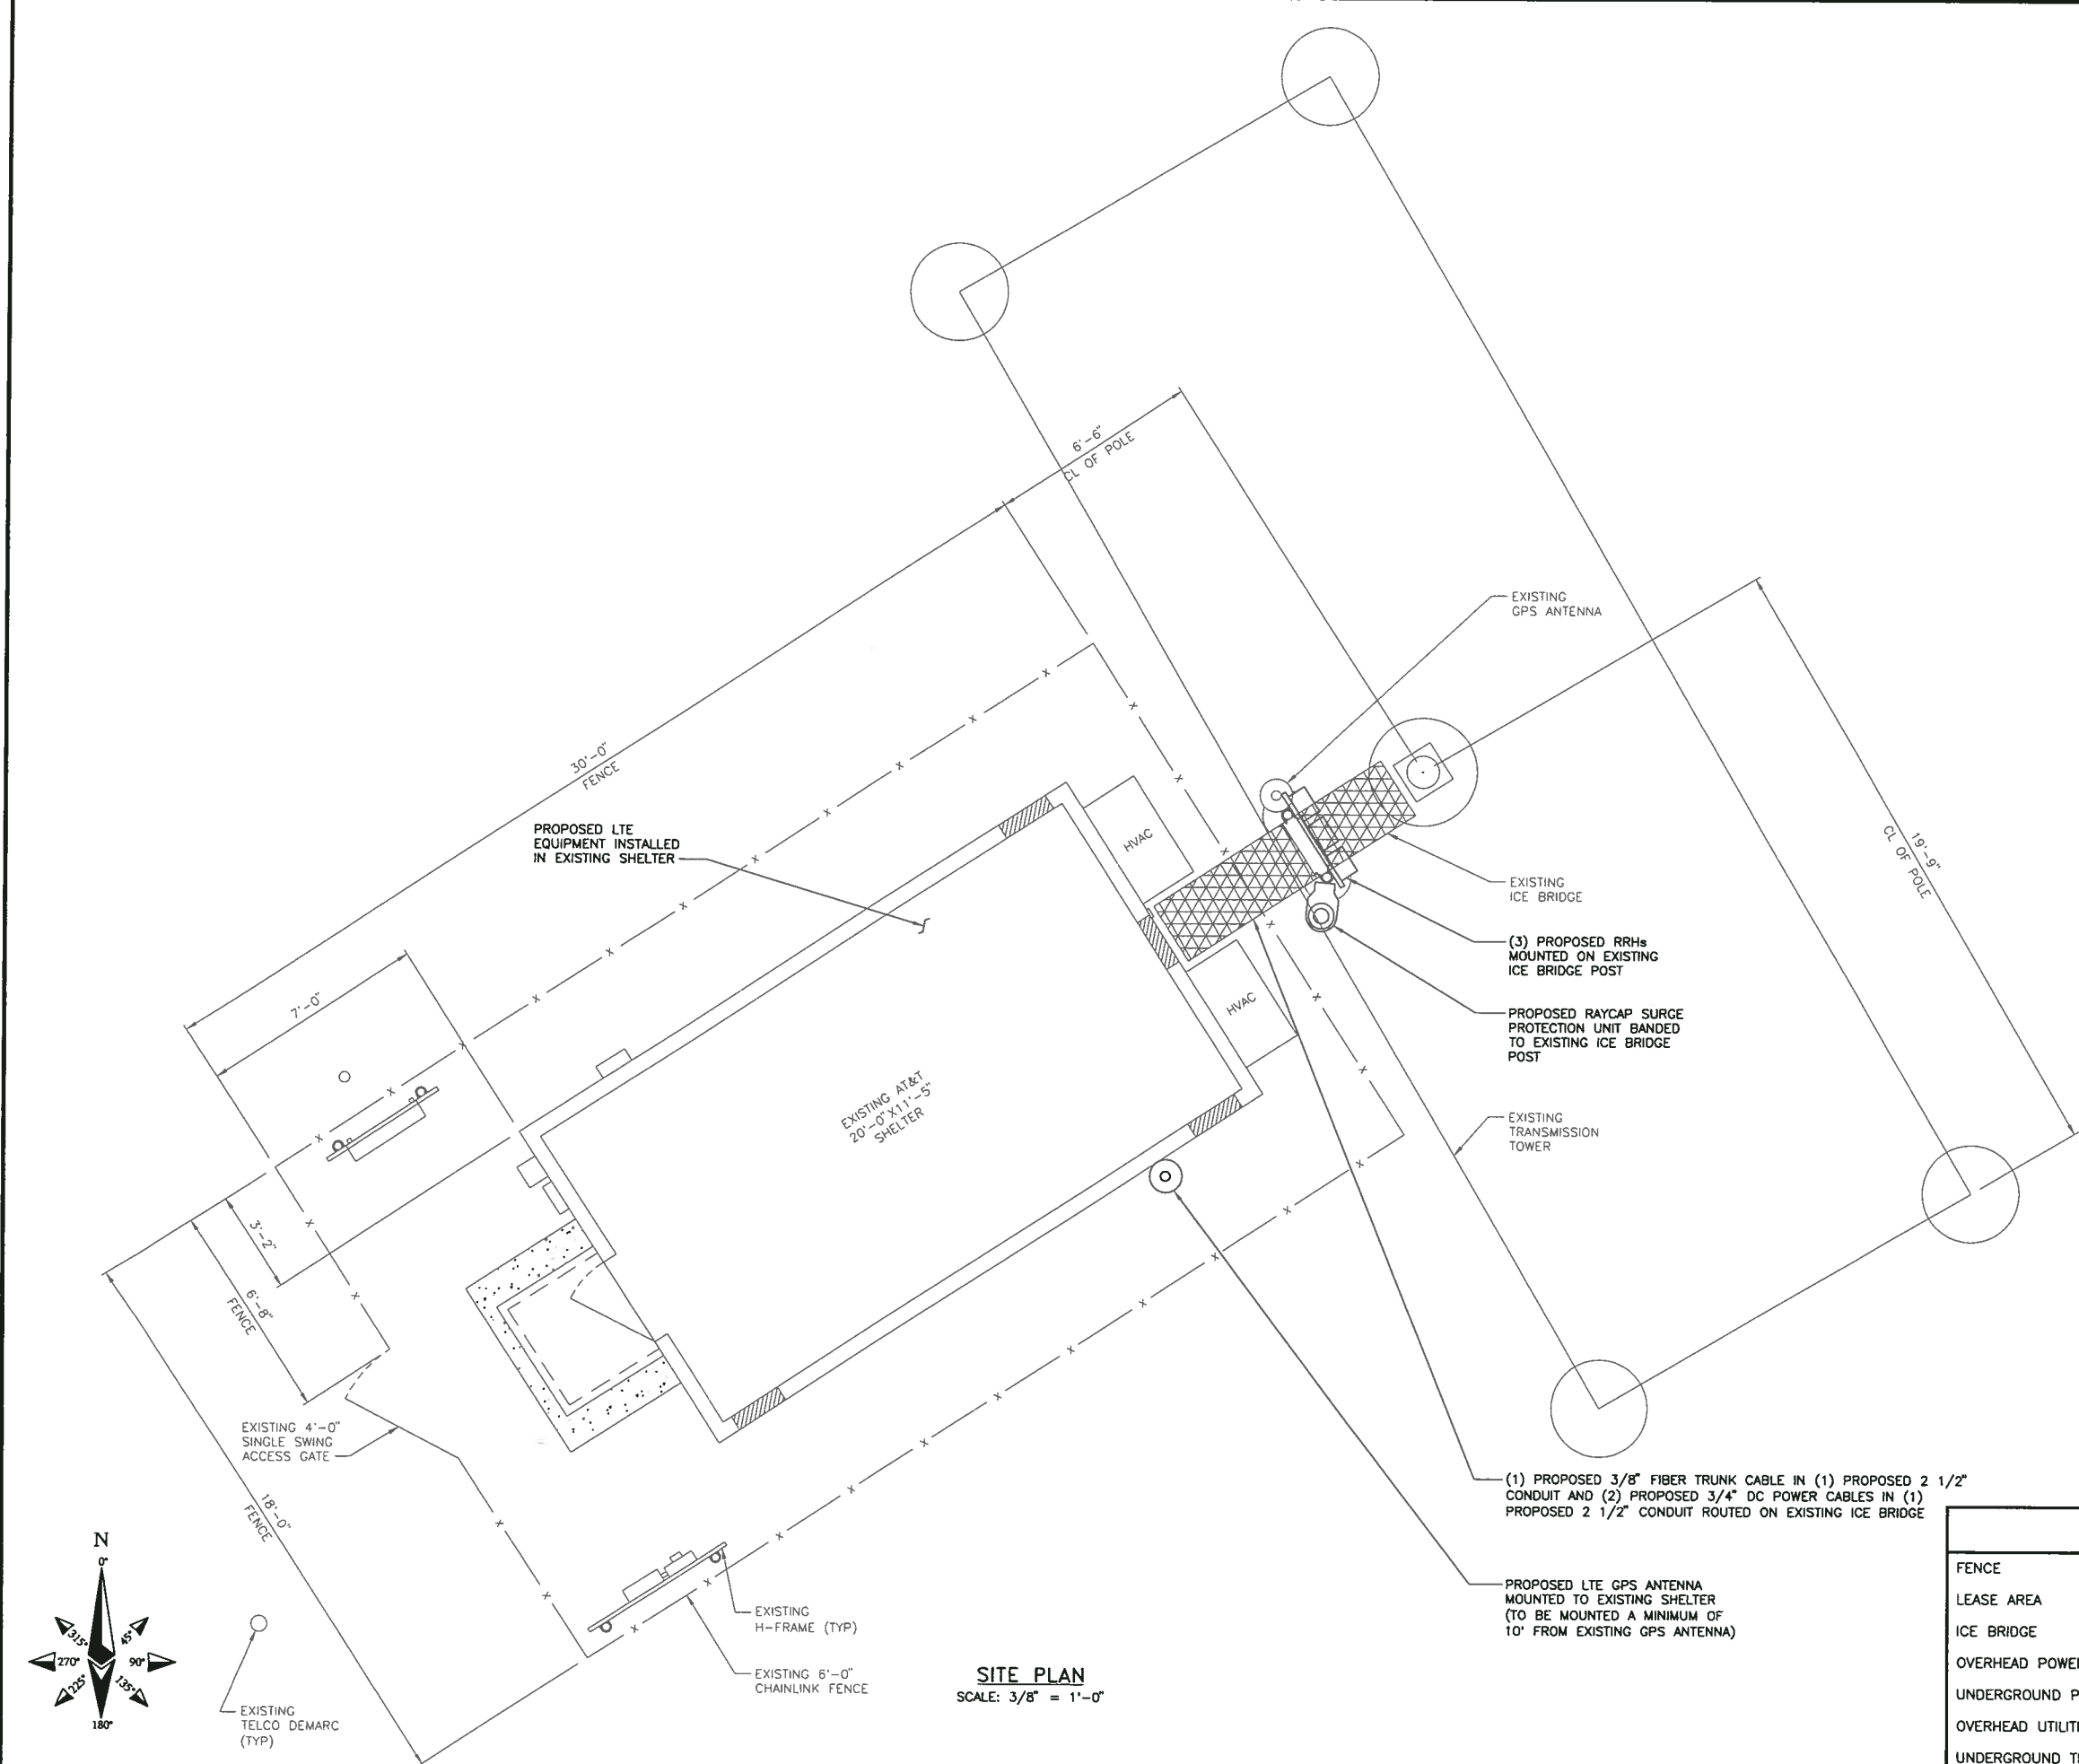 6'-6"
CL OF POLE
30'-0"
FENCE
EXISTING
GPS ANTENNA
PROPOSED LTE
EQUIPMENT INSTALLED
IN EXISTING SHELTER
HVAC
19'-9"
CL OF POLE
EXISTING
ICE BRIDGE
(3) PROPOSED RRHs
MOUNTED ON EXISTING
ICE BRIDGE POST
HVAC
7'-0"
PROPOSED RAYCAP SURGE
PROTECTION UNIT BANDED
TO EXISTING ICE BRIDGE
POST
EXISTING AT&T
20'-0"X11'-5"
SHELTER
EXISTING
TRANSMISSION
TOWER
3'-2"
6'-8"
FENCE
EXISTING 4'-0"
SINGLE SWING
ACCESS GATE
18'-0"
FENCE
(1) PROPOSED 3/8" FIBER TRUNK CABLE IN (1) PROPOSED 2 1/2"
CONDUIT AND (2) PROPOSED 3/4" DC POWER CABLES IN (1)
PROPOSED 2 1/2" CONDUIT ROUTED ON EXISTING ICE BRIDGE
PROPOSED LTE GPS ANTENNA
MOUNTED TO EXISTING SHELTER
(TO BE MOUNTED A MINIMUM OF
10' FROM EXISTING GPS ANTENNA)
EXISTING
H-FRAME (TYP)
EXISTING 6'-0"
CHAINLINK FENCE
N
0°
315°
45°
270°
90°
225°
135°
180°
EXISTING
TELCO DEMARC
(TYP)
SITE PLAN
SCALE: 3/8" = 1'-0"
FENCE
LEASE AREA
ICE BRIDGE
OVERHEAD POWE
UNDERGROUND P
OVERHEAD UTILIT
UNDERGROUND T